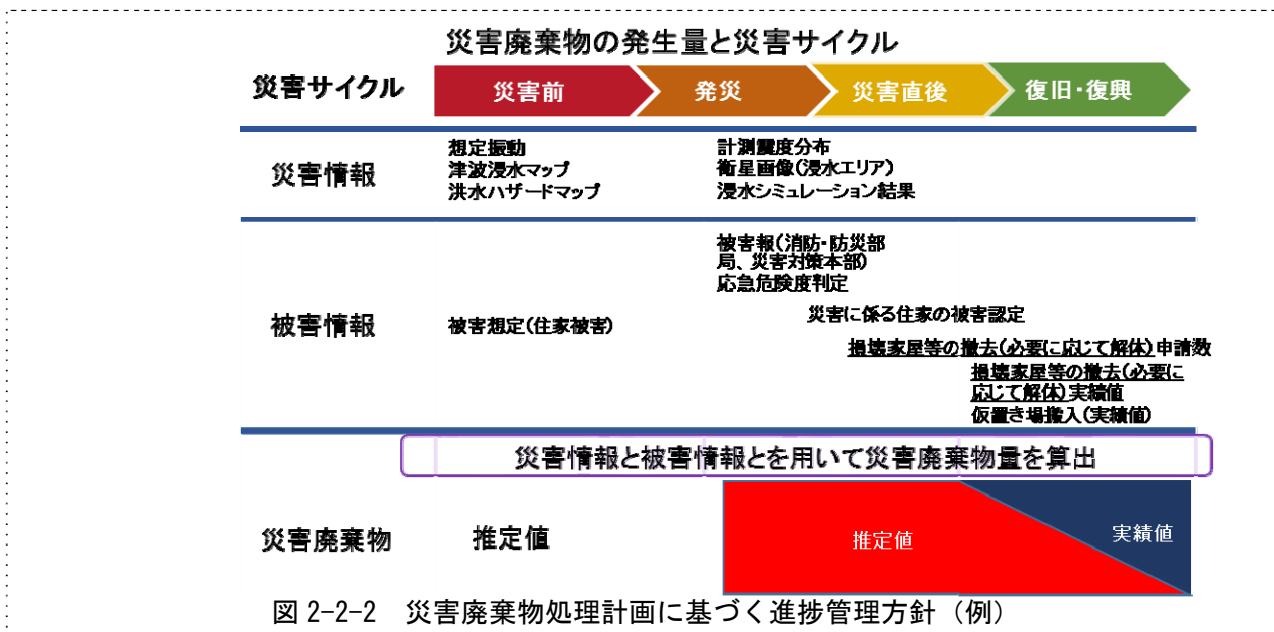 災害廃棄物の発生量と災害サイクル
災害サイクル
災害前
発災
災害直後
復旧・復興
災害情報
想定振動
津波浸水マップ
洪水ハザードマップ
計測震度分布
衛星画像(浸水エリア)
浸水シミュレーション結果
被害情報
被害想定(住家被害)
被害報(消防・防災部
局、災害対策本部)
応急危険度判定
災害に係る住家の被害認定
損壊家屋等の撤去(必要に応じて解体)申請数
損壊家屋等の撤去(必要に
応じて解体)実績値
仮置き場搬入(実績値)
災害情報と被害情報とを用いて災害廃棄物量を算出
災害廃棄物
推定値
推定値
実績値
図 2-2-2 災害廃棄物処理計画に基づく進捗管理方針（例）